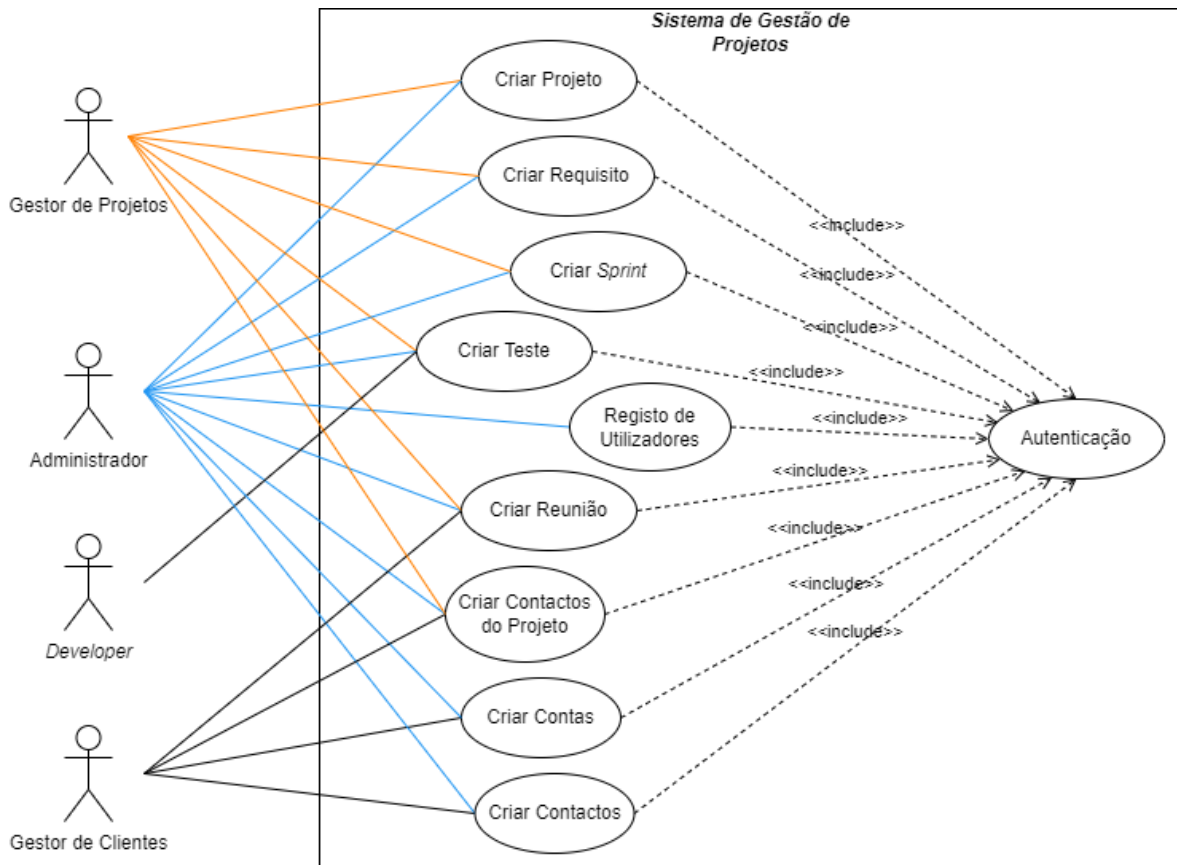 Sistema de Gestão de
Projetos
Criar Projeto
Gestor de Projetos
Criar Requisito
<<include>>
Criar Sprint
<<include>>
<<include>>
Criar Teste
<<include>>
Administrador
Registo de
Utilizadores
<<include>>
Autenticação
<<include>>
Criar Reunião
<<include>>
Developer
Criar Contactos
do Projeto
<<include>>
<<include>>
Criar Contas
Gestor de Clientes
Criar Contactos